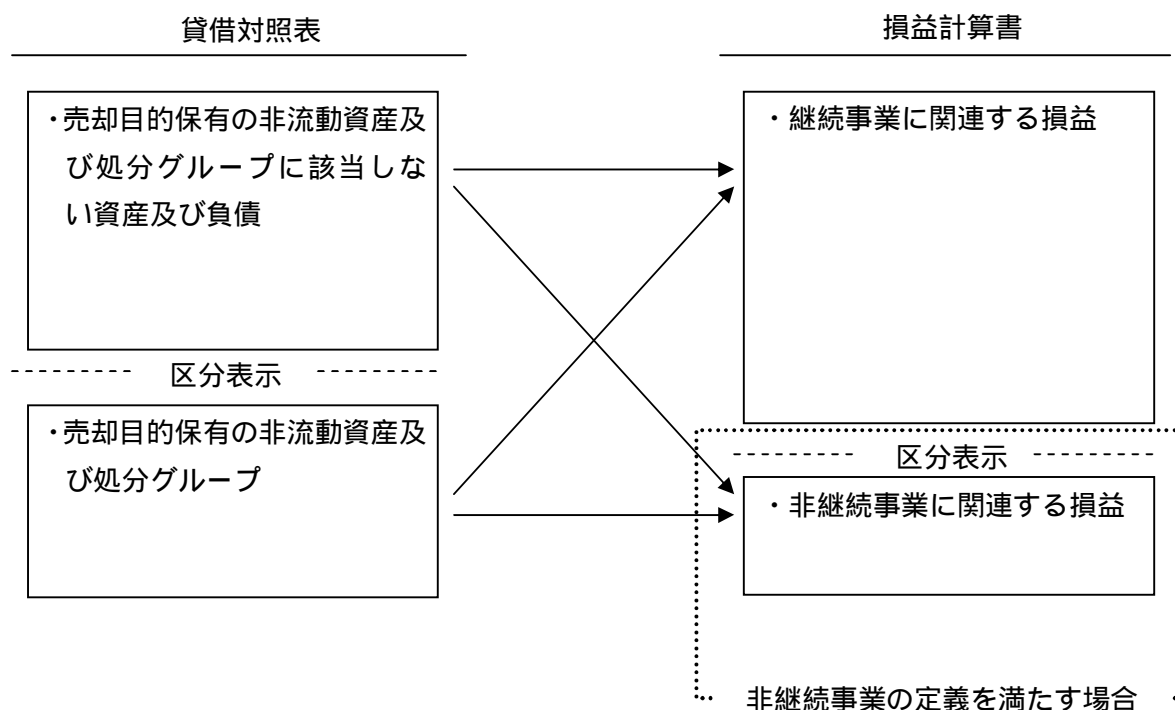 貸借対照表
損益計算書
・売却目的保有の非流動資産及
び処分グループに該当しな
い資産及び負債
・継続事業に関連する損益
区分表示
・売却目的保有の非流動資産及
び処分グループ
区分表示
・非継続事業に関連する損益
非継続事業の定義を満たす場合